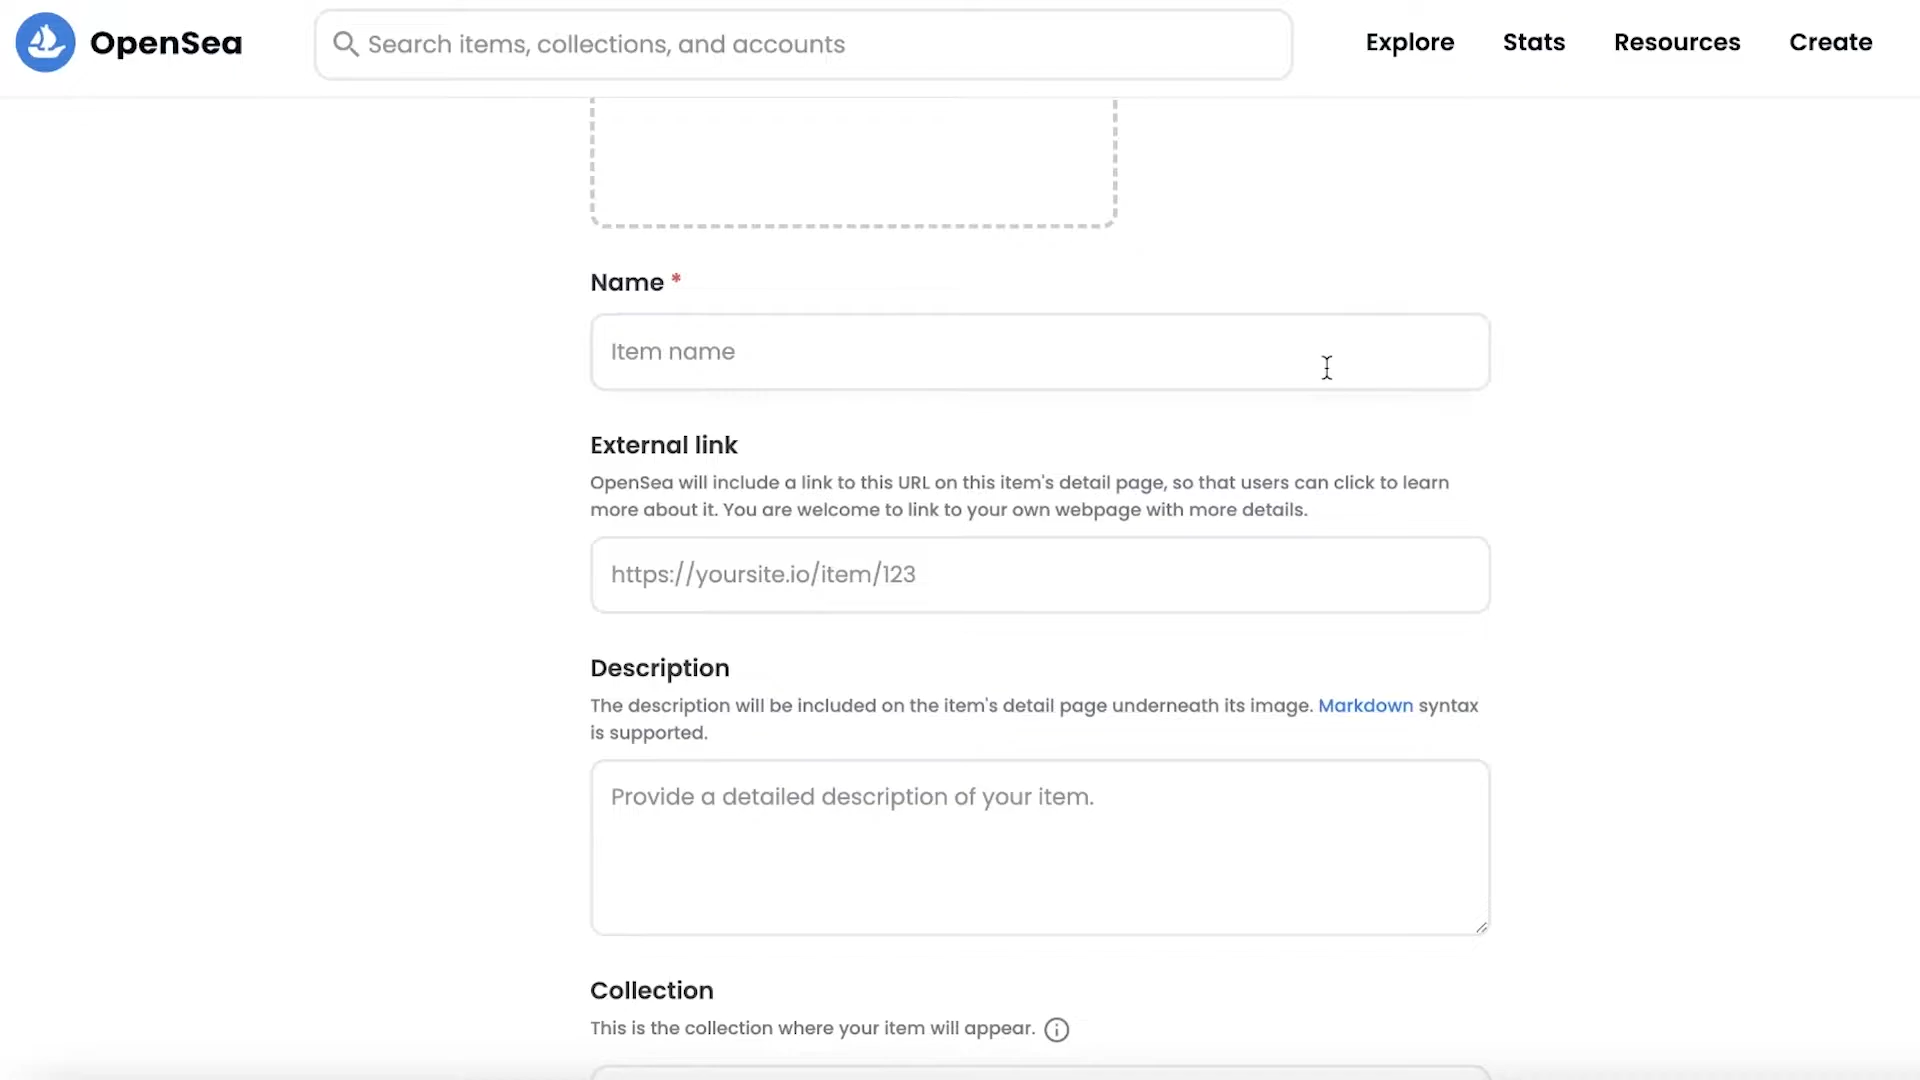 OpenSea
Search items, collections, and accounts
Explore
Stats
Resources
Create
Name *
Item name
External link
OpenSea will include a link to this URL on this item's detail page, so that users can click to learn
more about it. You are welcome to link to your own webpage with more details.
https://yoursite.io/item/123
Description
The description will be included on the item's detail page underneath its image. Markdown syntax
is supported.
Provide a detailed description of your item.
Collection
This is the collection where your item will appear.